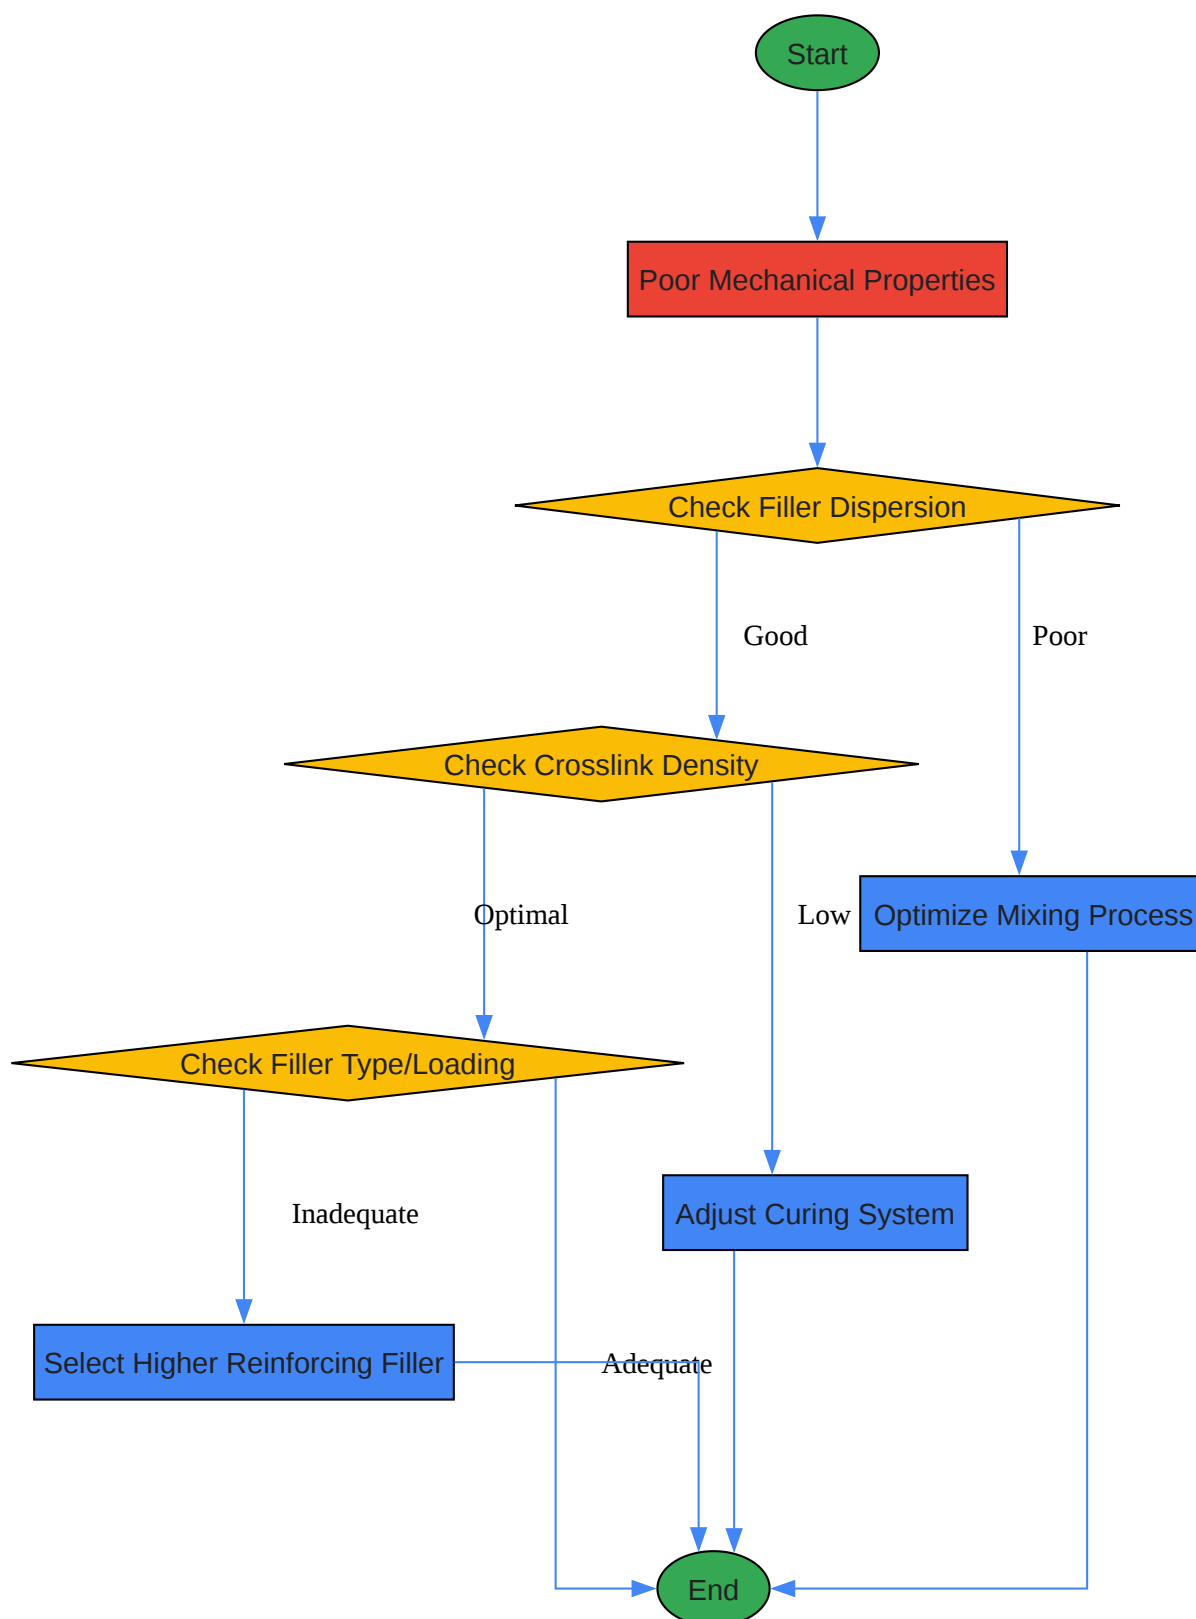 Start
Poor Mechanical Properties
Check Filler Dispersion
Good
Poor
Check Crosslink Density
Optimal
Low
Optimize Mixing Process
Check Filler Type/Loading
Inadequate
Adjust Curing System
Select Higher Reinforcing Filler
Adequate
End